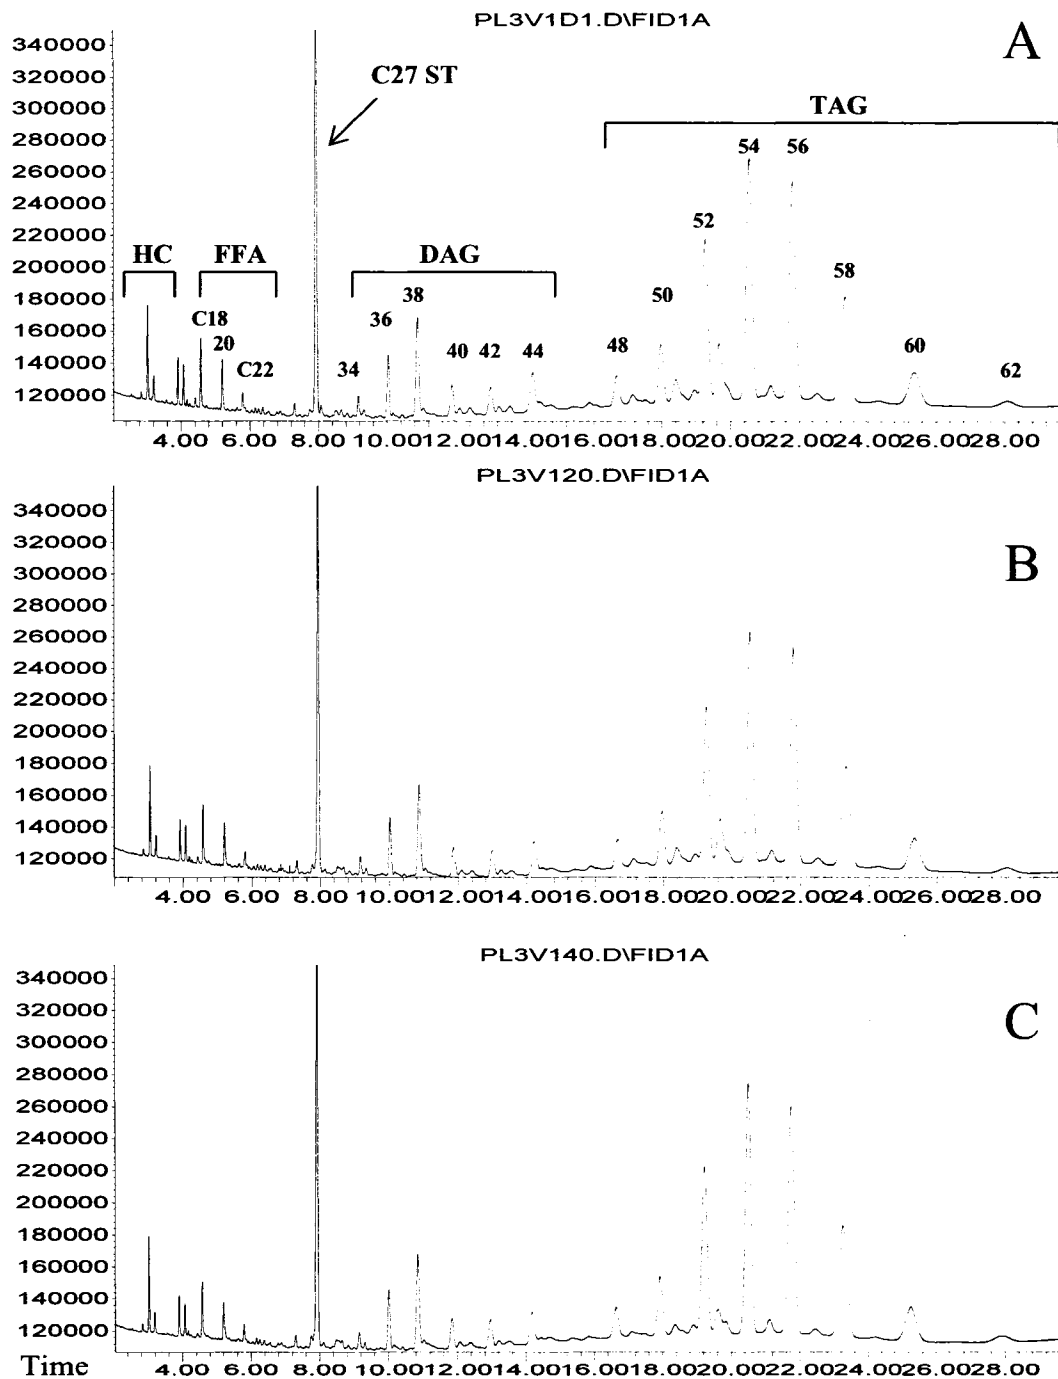 PL3V1D1.D\FID1A
A
340000
320000
300000
280000
260000
240000
220000
200000
180000
160000
140000
120000
C27 ST
TAG
54 56
52
HC FFA DAG
58
38
50
C18 36
20 40 42 44 48 60
C22 34 62
4.00 6.00 8.00 10.00 12.00 14.00 16.00 18.00 20.00 22.00 24.00 26.00 28.00
PL3V120.D\FID1A
B
340000
320000
300000
280000
260000
240000
220000
200000
180000
160000
140000
120000
4.00 6.00 8.00 10.00 12.00 14.00 16.00 18.00 20.00 22.00 24.00 26.00 28.00
PL3V140.D\FID1A
C
340000
320000
300000
280000
260000
240000
220000
200000
180000
160000
140000
120000
Time 4.00 6.00 8.00 10.00 12.00 14.00 16.00 18.00 20.00 22.00 24.00 26.00 28.00